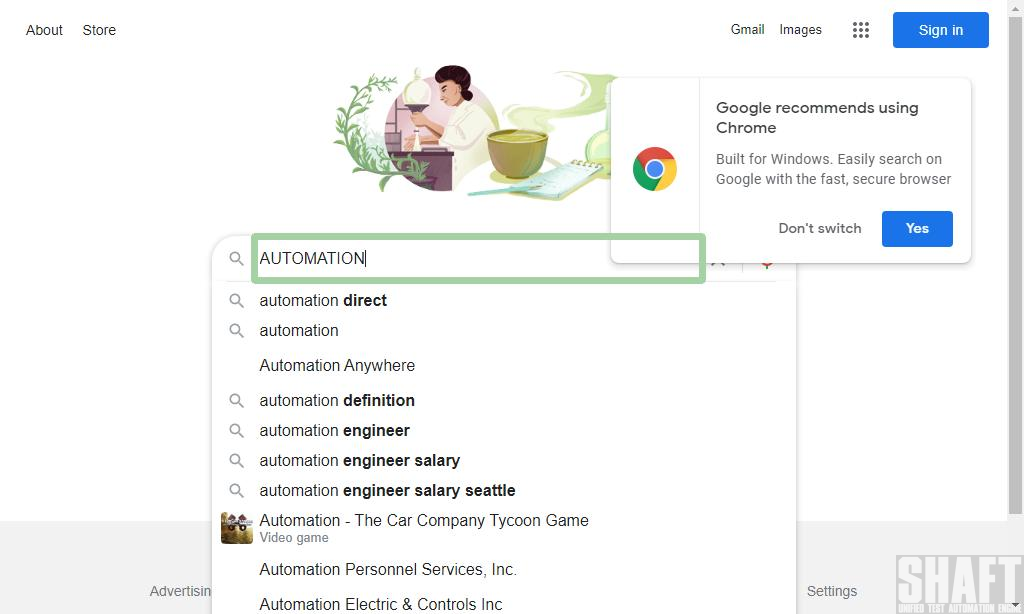 About Store Gmail Images Sign in
Google recommends using
Chrome
Built for Windows. Easily search on
Google with the fast, secure browser
Don't switch Yes
AUTOMATION
automation direct
automation
Automation Anywhere
automation definition
automation engineer
automation engineer salary
automation engineer salary seattle
Automation - The Car Company Tycoon Game
Video game
Automation Personnel Services, Inc.
Automation Electric & Controls Inc
Advertisin Settings
SHAFT
UNIFIED TEST AUTOMATION